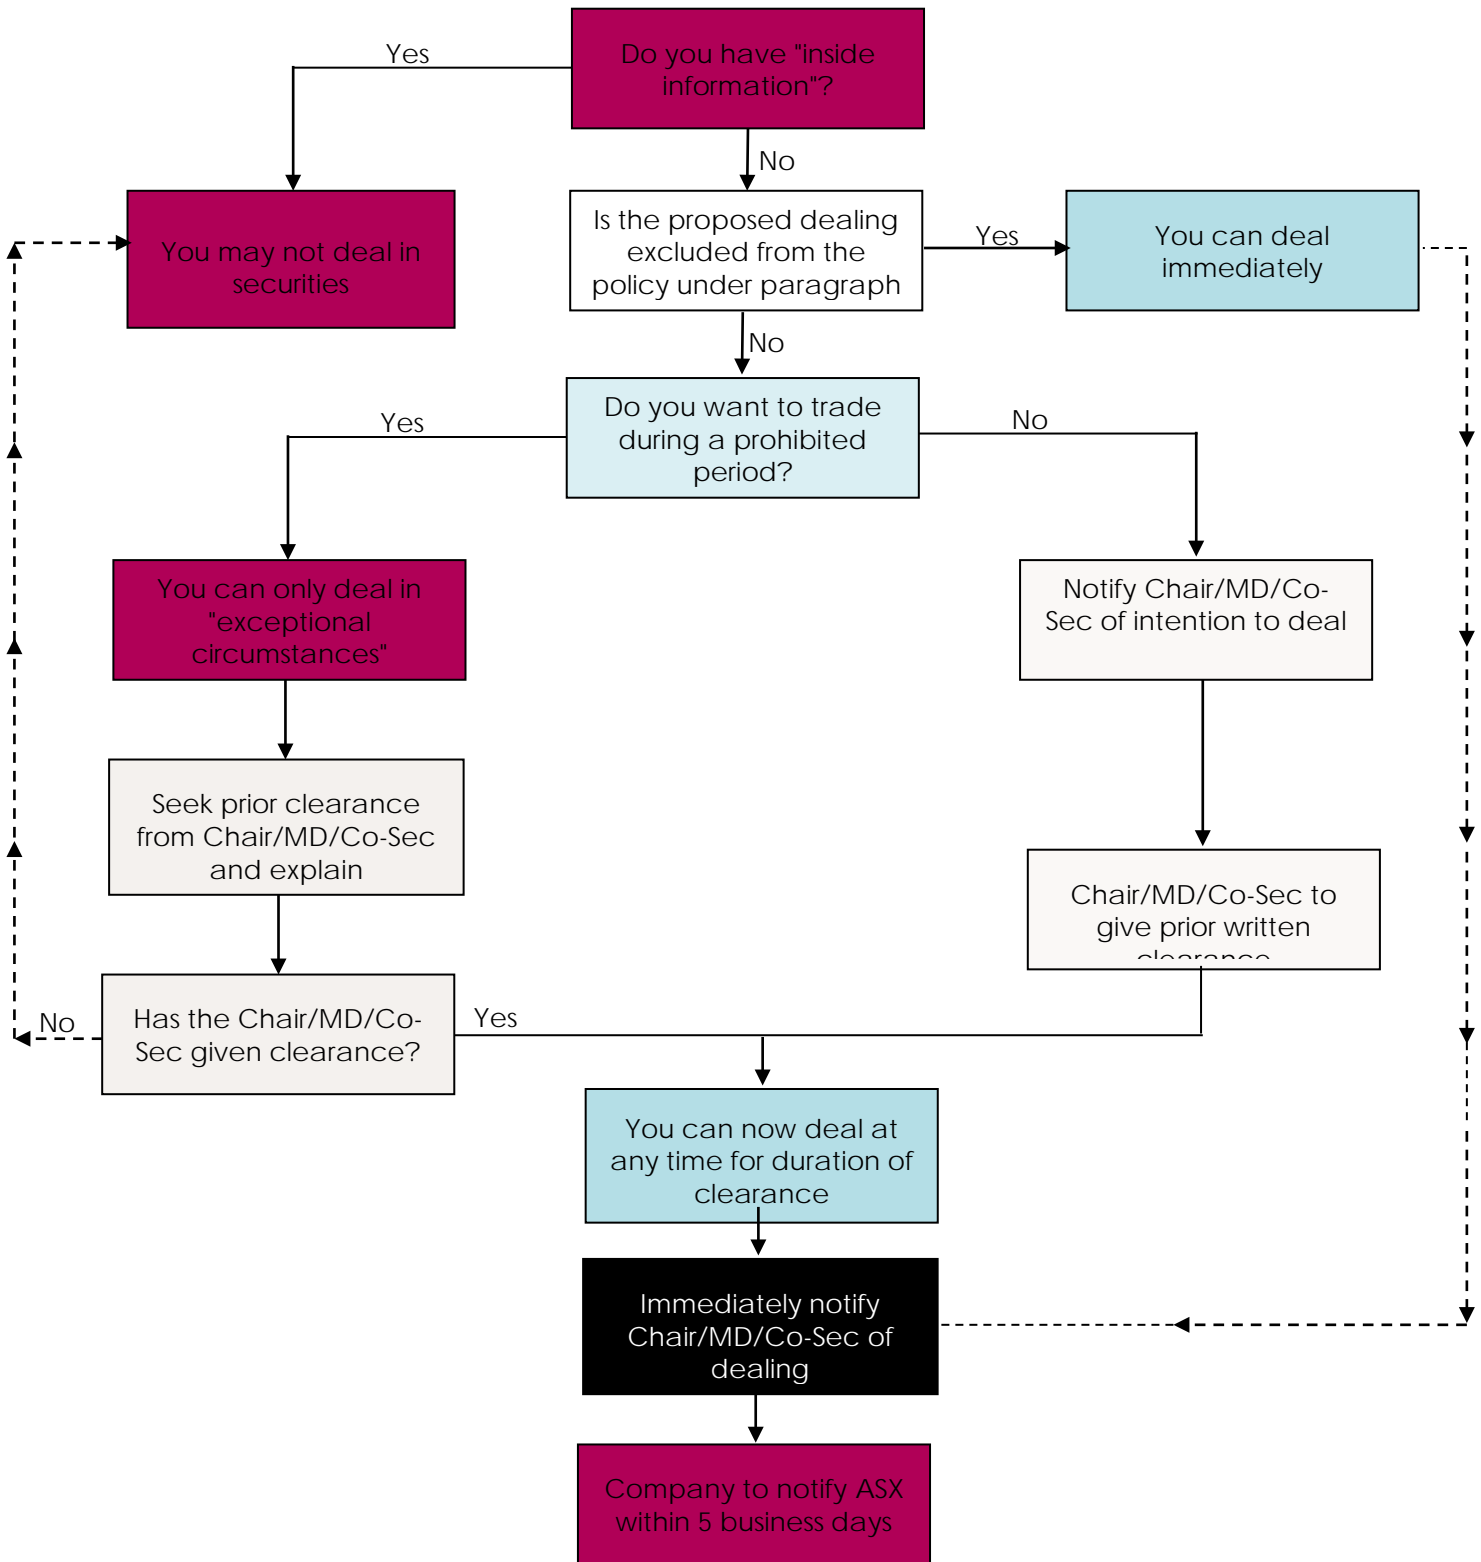 Do you have "inside
information"?
Yes
No
You may not deal in
securities
Is the proposed dealing
excluded from the
policy under paragraph
Yes
You can deal
immediately
No
Do you want to trade
during a prohibited
period?
Yes
No
You can only deal in
"exceptional
circumstances"
Notify Chair/MD/Co-
Sec of intention to deal
Seek prior clearance
from Chair/MD/Co-Sec
and explain
Chair/MD/Co-Sec to
give prior written
clearance
Has the Chair/MD/Co-
Sec given clearance?
No
Yes
You can now deal at
any time for duration of
clearance
Immediately notify
Chair/MD/Co-Sec of
dealing
Company to notify ASX
within 5 business days